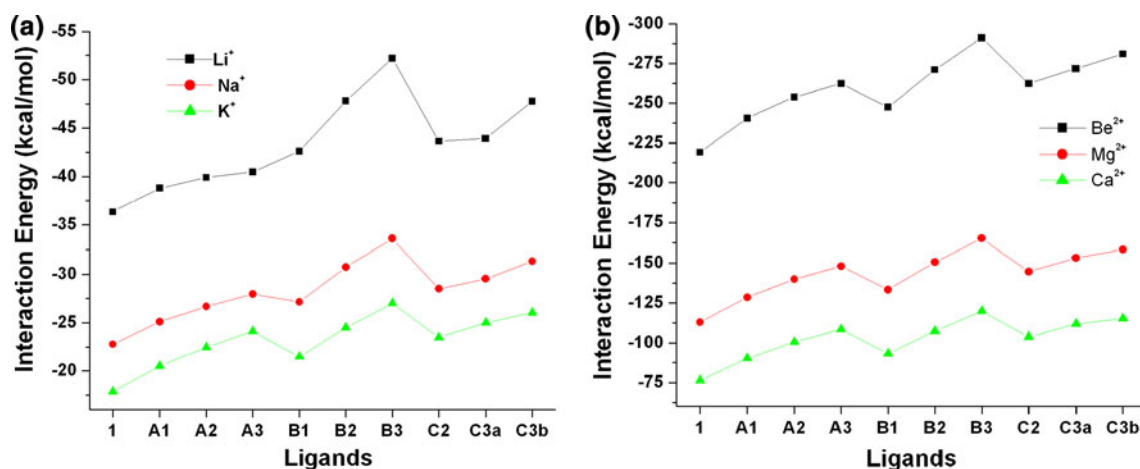 (a)
Interaction Energy (kcal/mol)
-55
-50
-45
-40
-35
-30
-25
-20
Li⁺
Na⁺
K⁺
1 A1 A2 A3 B1 B2 B3 C2 C3a C3b
Ligands
(b)
Interaction Energy (kcal/mol)
-300
-275
-250
-225
-200
-175
-150
-125
-100
-75
Be²⁺
Mg²⁺
Ca²⁺
1 A1 A2 A3 B1 B2 B3 C2 C3a C3b
Ligands